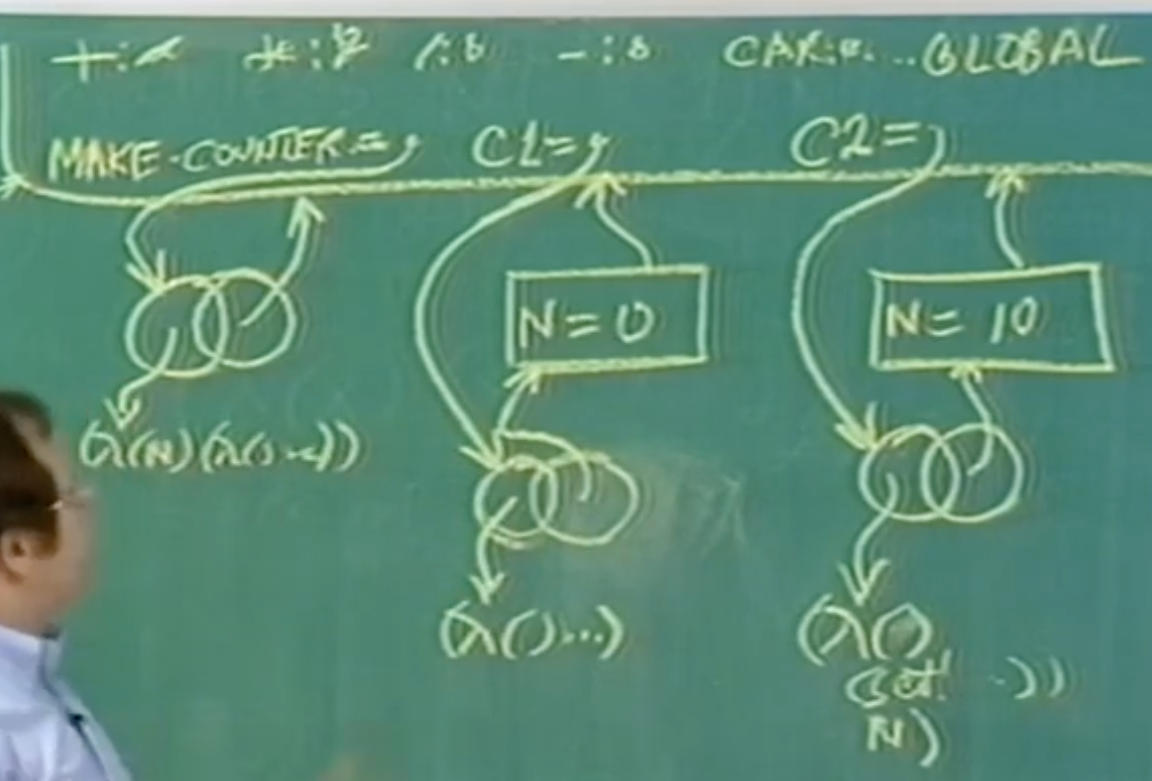 +: *: /: -: CAR: ... GLOBAL
MAKE-COUNTER= C1= C2=
N = 0 N = 10
(λ(N)(λ() ))
(λ()...) (λ()
(set! ·))
N)